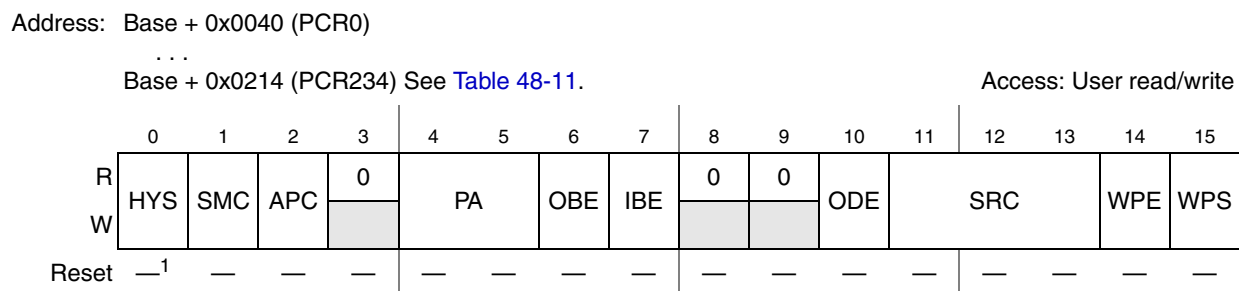 Address: Base + 0x0040 (PCR0)
. . .
Base + 0x0214 (PCR234) See Table 48-11. Access: User read/write
0 1 2 3 4 5 6 7 8 9 10 11 12 13 14 15
R HYS SMC APC 0 PA OBE IBE 0 0 ODE SRC WPE WPS
W
Reset —1 — — — — — — — — — — — — — — —